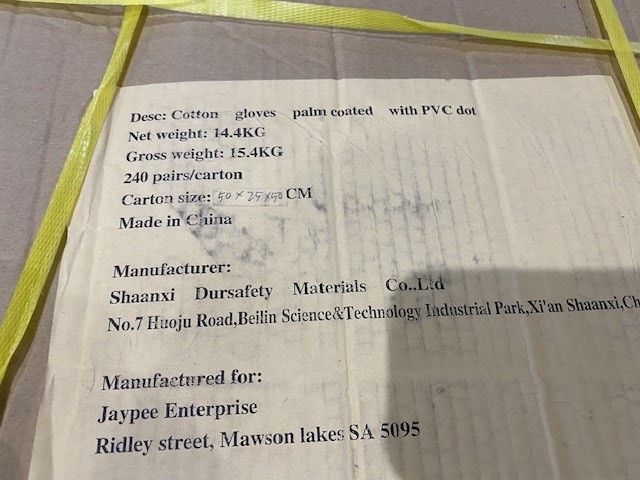 Desc: Cotton gloves palm coated with PVC dot
Net weight: 14.4KG
Gross weight: 15.4KG
240 pairs/carton
Carton size: 50×25×50 CM
Made in China
Manufacturer:
Shaanxi Dursafety Materials Co..Ltd
No.7 Huoju Road,Beilin Science&Technology Industrial Park,Xi'an Shaanxi,Ch
Manufactured for:
Jaypee Enterprise
Ridley street, Mawson lakes SA 5095